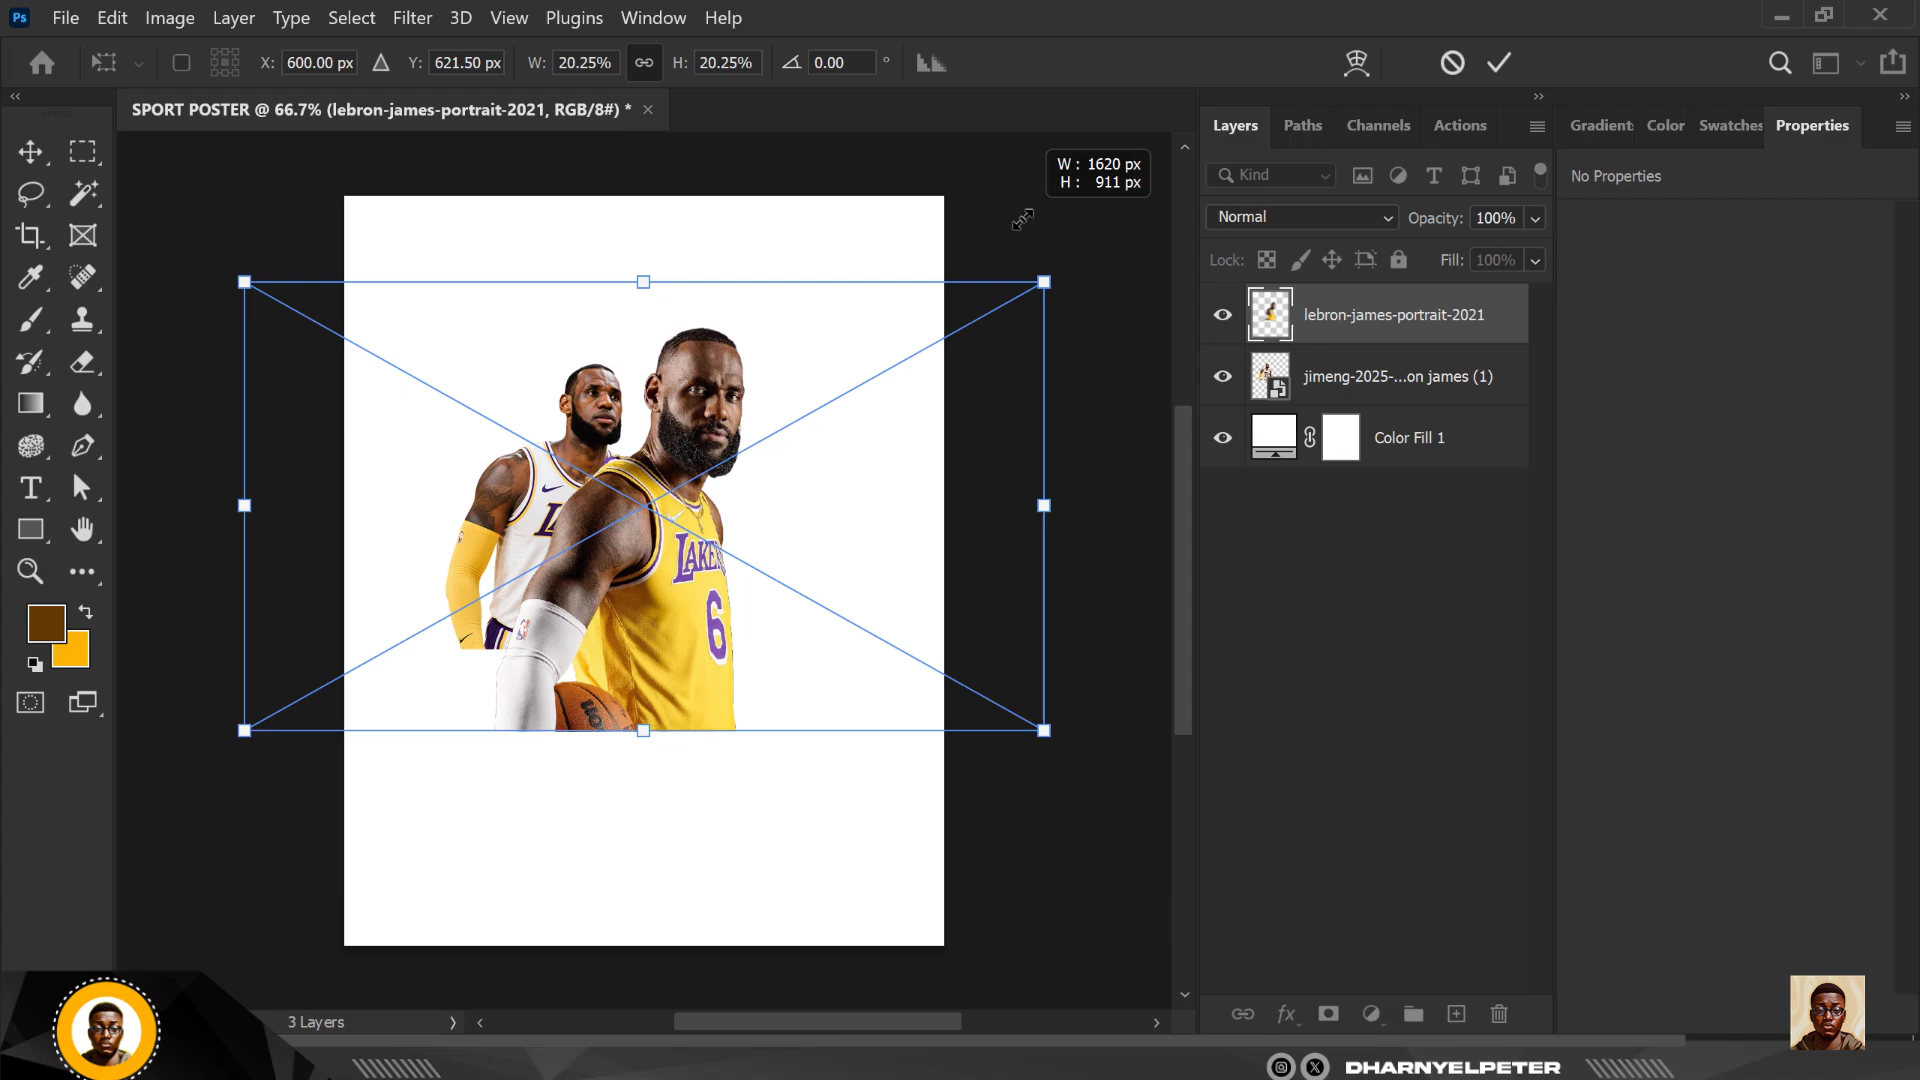 Ps File Edit Image Layer Type Select Filter 3D View Plugins Window Help
X: 600.00 px Y: 621.50 px W: 20.25% H: 20.25% 0.00 °
SPORT POSTER @ 66.7% (lebron-james-portrait-2021, RGB/8#) *
W : 1620 px
H : 911 px
LAKE
6
Layers Paths Channels Actions
Kind
Normal Opacity: 100%
Lock: Fill: 100%
lebron-james-portrait-2021
jimeng-2025-...on james (1)
Color Fill 1
fx
Gradient Color Swatches Properties
No Properties
3 Layers
DHARNYELPETER